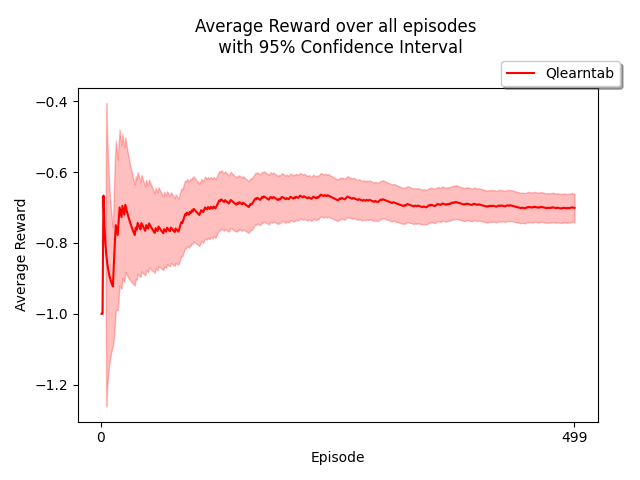 Average Reward over all episodes
with 95% Confidence Interval
Qlearntab
−0.4
−0.6
−0.8
−1.0
−1.2
Average Reward
0
499
Episode